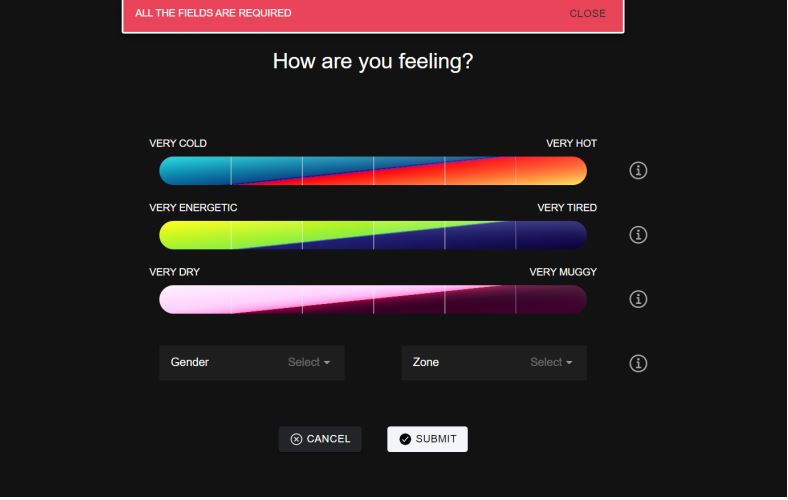 ALL THE FIELDS ARE REQUIRED CLOSE
How are you feeling?
VERY COLD VERY HOT
VERY ENERGETIC VERY TIRED
VERY DRY VERY MUGGY
Gender Select Zone Select
CANCEL SUBMIT